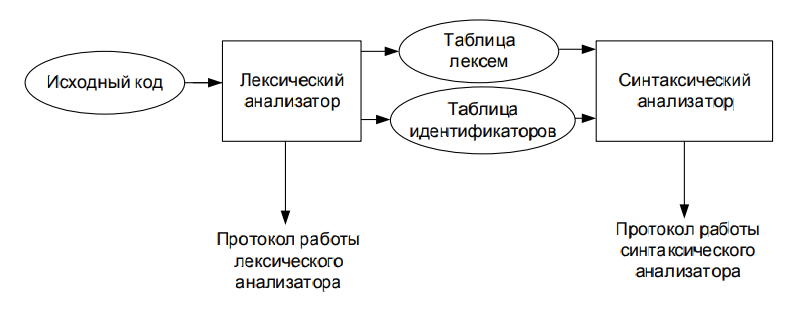 Исходный код
Лексический
анализатор
Таблица
лексем
Таблица
идентификаторов
Синтаксический
анализатор
Протокол работы
лексического
анализатора
Протокол работы
синтаксического
анализатора